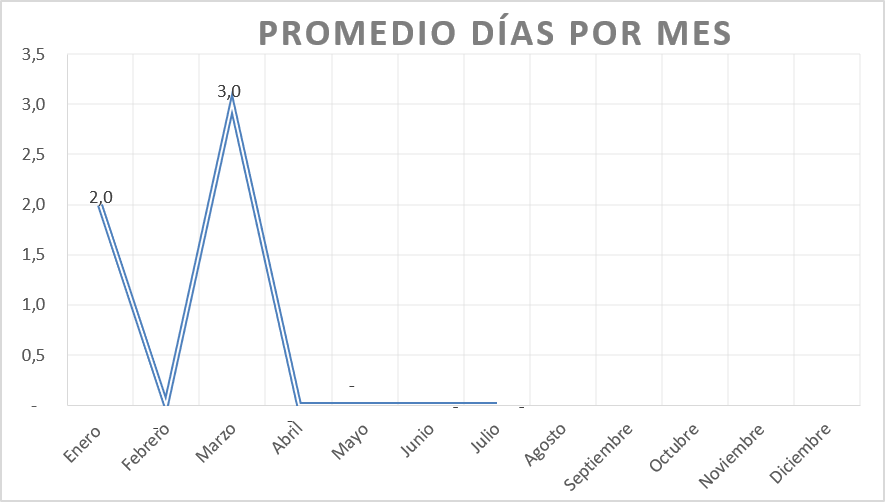 PROMEDIO DÍAS POR MES
3,5
3,0
2,5
2,0
1,5
1,0
0,5
-
2,0
3,0
-
-
-
-
-
Enero
Febrero
Marzo
Abril
Mayo
Junio
Julio
Agosto
Septiembre
Octubre
Noviembre
Diciembre